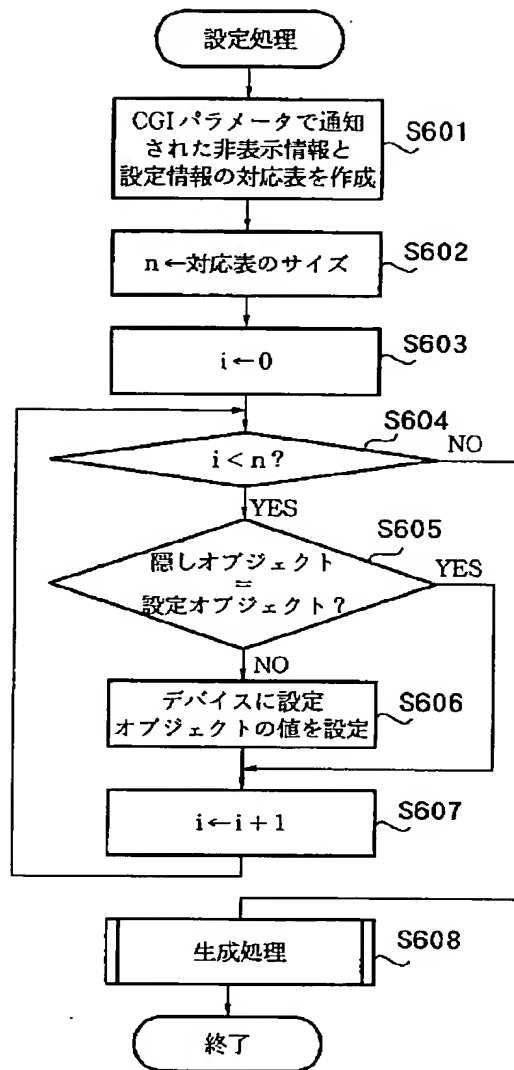 設定処理
CGIパラメータで通知
された非表示情報と
設定情報の対応表を作成
S601
n←対応表のサイズ
S602
i←0
S603
i<n?
S604
NO
YES
隠しオブジェクト
=
設定オブジェクト?
S605
YES
NO
デバイスに設定
オブジェクトの値を設定
S606
i←i+1
S607
生成処理
S608
終了